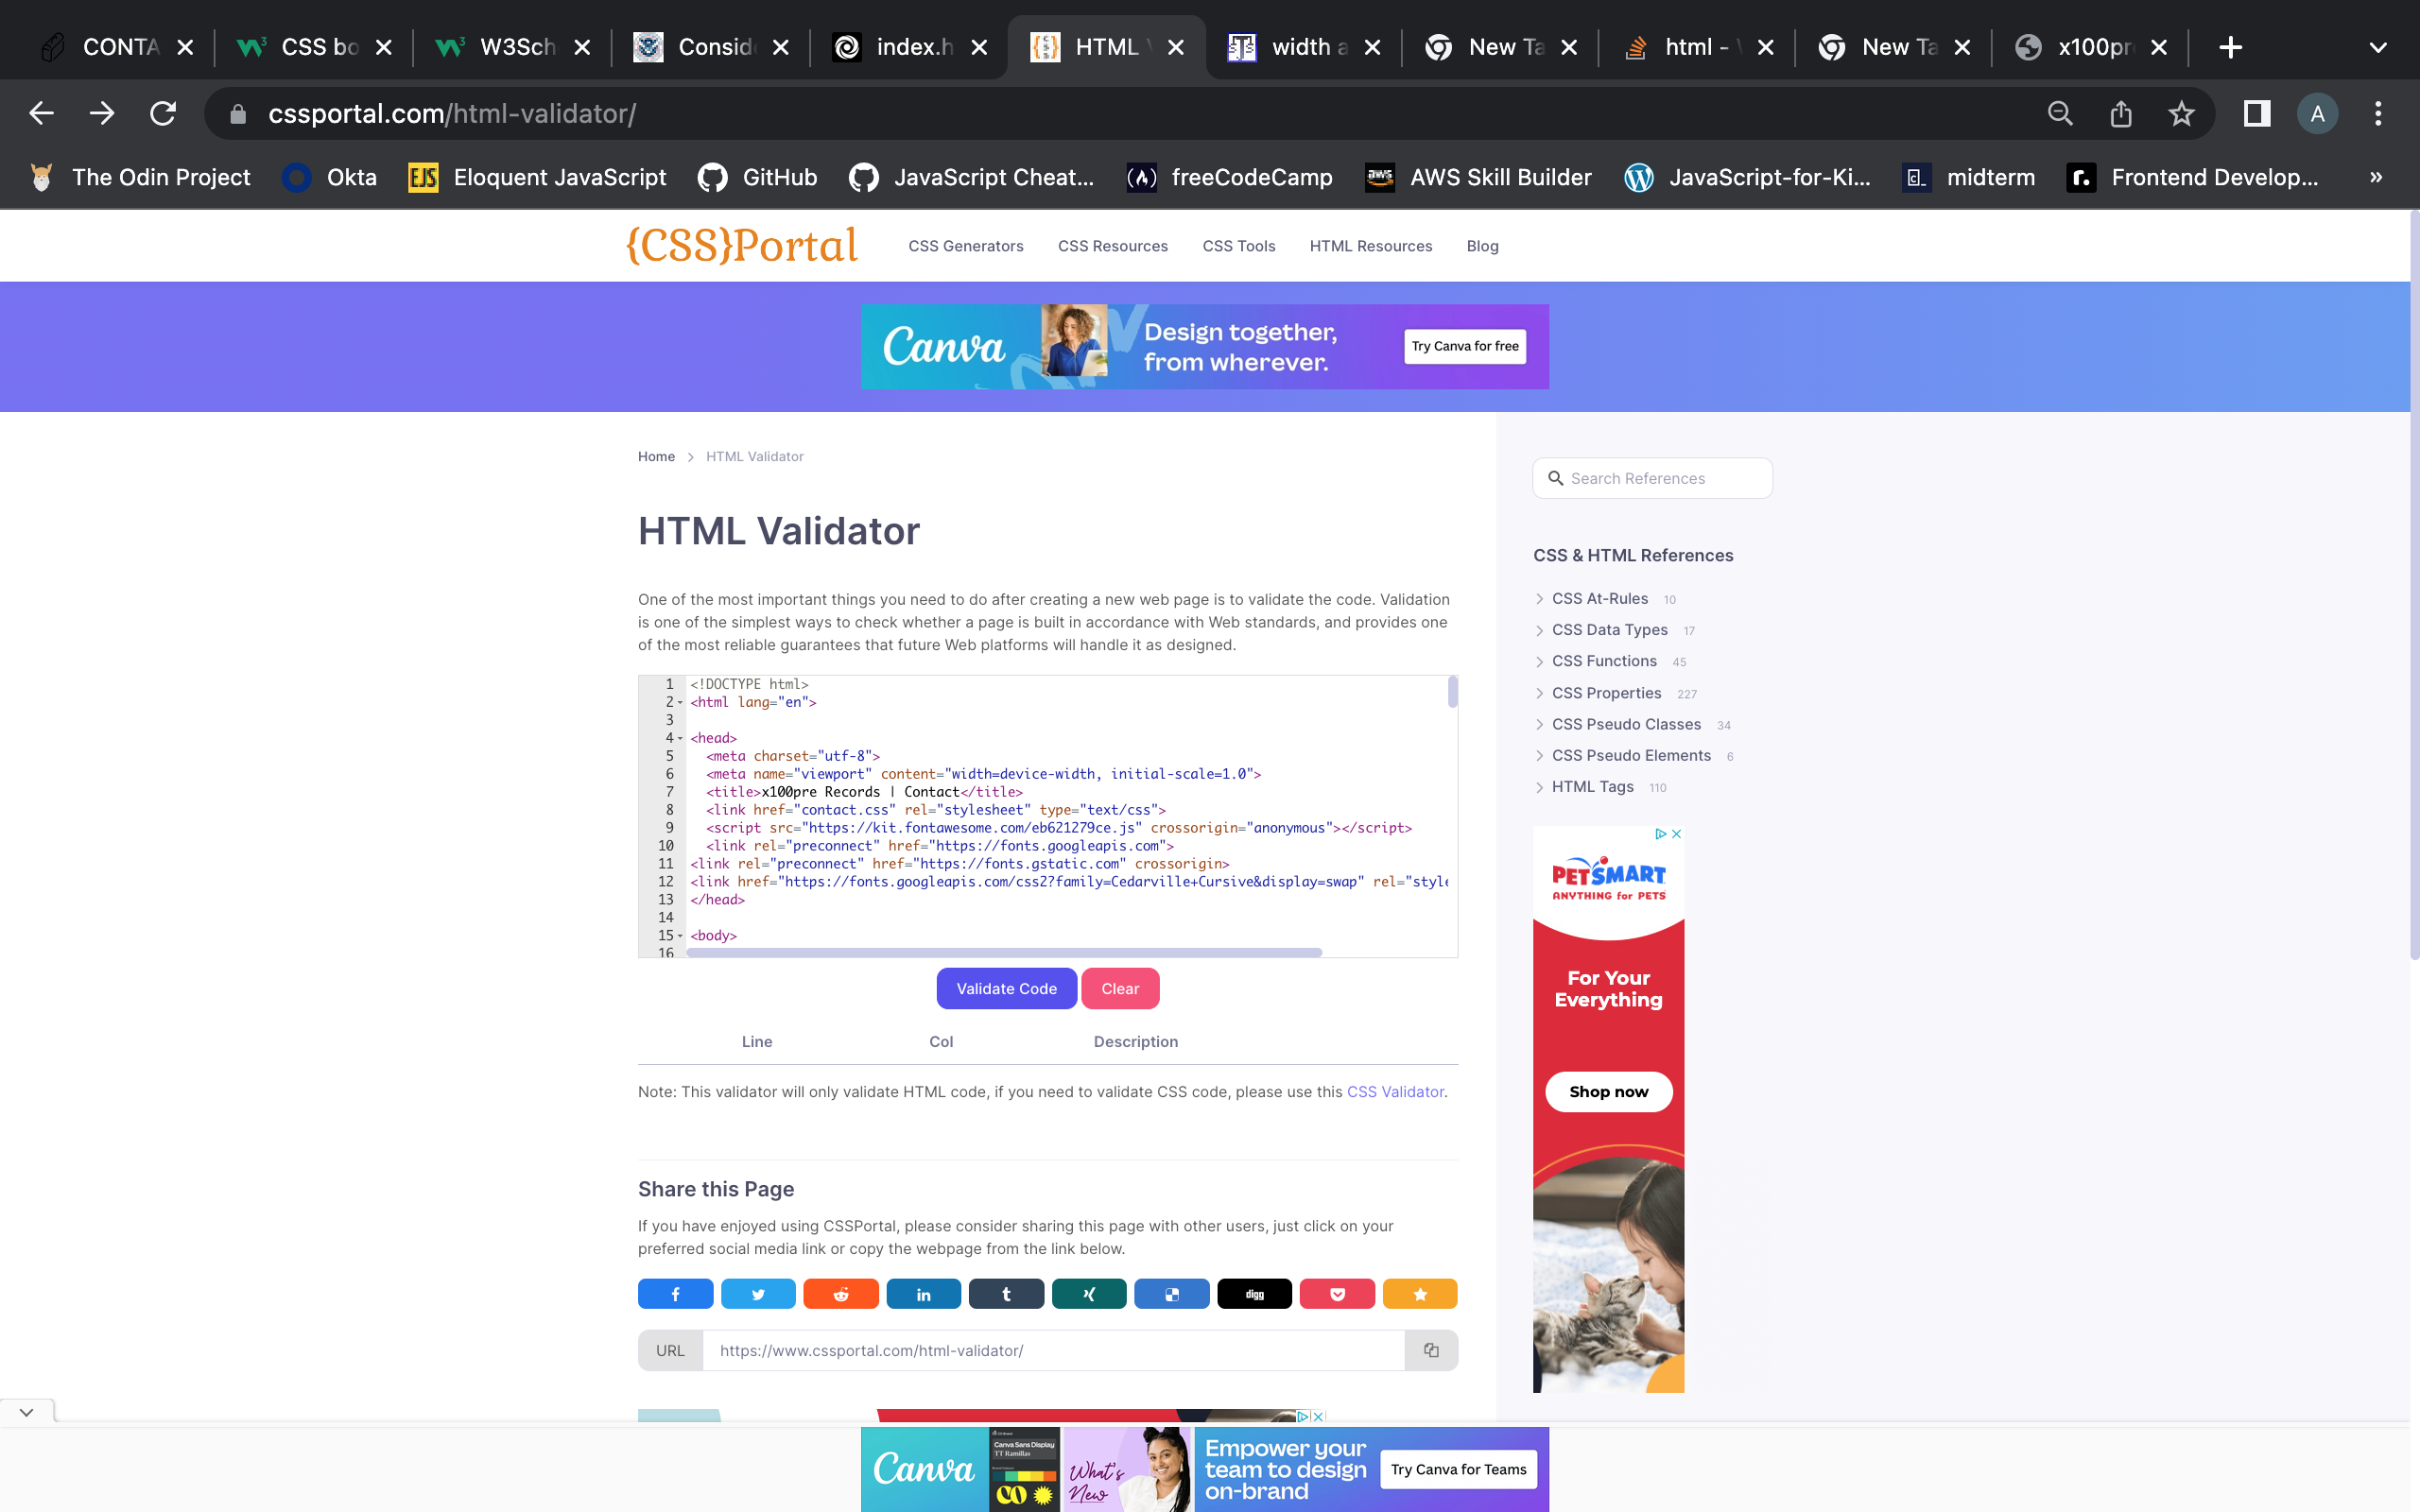 CONTA
CSS bo
W3Sch
Conside
index.h
HTML V
width a
New Ta
html - V
New Ta
x100pre
cssportal.com/html-validator/
A
The Odin Project
Okta
EJS
Eloquent JavaScript
GitHub
JavaScript Cheat...
freeCodeCamp
AWS Skill Builder
JavaScript-for-Ki...
midterm
Frontend Develop...
»
{CSS}Portal
CSS Generators
CSS Resources
CSS Tools
HTML Resources
Blog
Canva
Design together,
from wherever.
Try Canva for free
Home > HTML Validator
HTML Validator
One of the most important things you need to do after creating a new web page is to validate the code. Validation
is one of the simplest ways to check whether a page is built in accordance with Web standards, and provides one
of the most reliable guarantees that future Web platforms will handle it as designed.
1 <!DOCTYPE html>
2 <html lang="en">
3
4 <head>
5 <meta charset="utf-8">
6 <meta name="viewport" content="width=device-width, initial-scale=1.0">
7 <title>x100pre Records | Contact</title>
8 <link href="contact.css" rel="stylesheet" type="text/css">
9 <script src="https://kit.fontawesome.com/eb621279ce.js" crossorigin="anonymous"></script>
10 <link rel="preconnect" href="https://fonts.googleapis.com">
11 <link rel="preconnect" href="https://fonts.gstatic.com" crossorigin>
12 <link href="https://fonts.googleapis.com/css2?family=Cedarville+Cursive&display=swap" rel="style
13 </head>
14
15 <body>
16
Validate Code
Clear
Line Col Description
Note: This validator will only validate HTML code, if you need to validate CSS code, please use this CSS Validator.
Share this Page
If you have enjoyed using CSSPortal, please consider sharing this page with other users, just click on your
preferred social media link or copy the webpage from the link below.
digg
URL
https://www.cssportal.com/html-validator/
Search References
CSS & HTML References
CSS At-Rules 10
CSS Data Types 17
CSS Functions 45
CSS Properties 227
CSS Pseudo Classes 34
CSS Pseudo Elements 6
HTML Tags 110
PETSMART
ANYTHING for PETS
For Your
Everything
Shop now
Canva
Canva Sans Display
TT Ramillas
What's
New
Empower your
team to design
on-brand
Try Canva for Teams